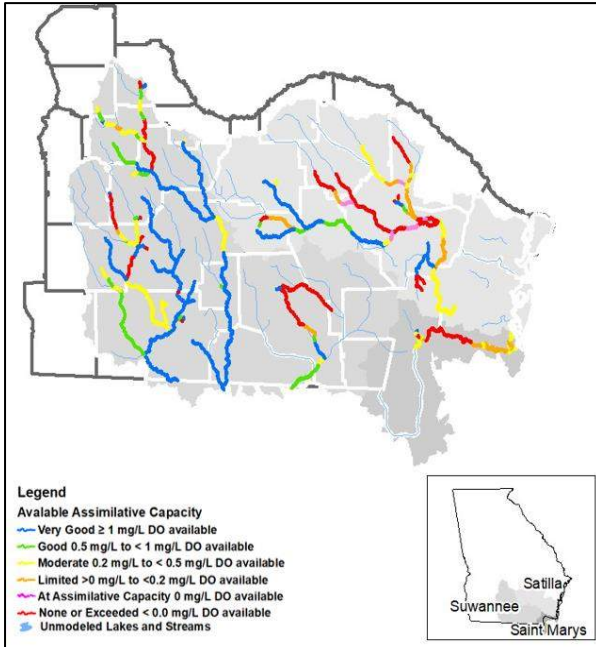 Legend
Avalable Assimilative Capacity
Very Good ≥ 1 mg/L DO available
Good 0.5 mg/L to < 1 mg/L DO available
Moderate 0.2 mg/L to < 0.5 mg/L DO available
Limited >0 mg/L to <0.2 mg/L DO available
At Assimilative Capacity 0 mg/L DO available
None or Exceeded < 0.0 mg/L DO available
Unmodeled Lakes and Streams
Satilla
Suwannee
Saint Marys